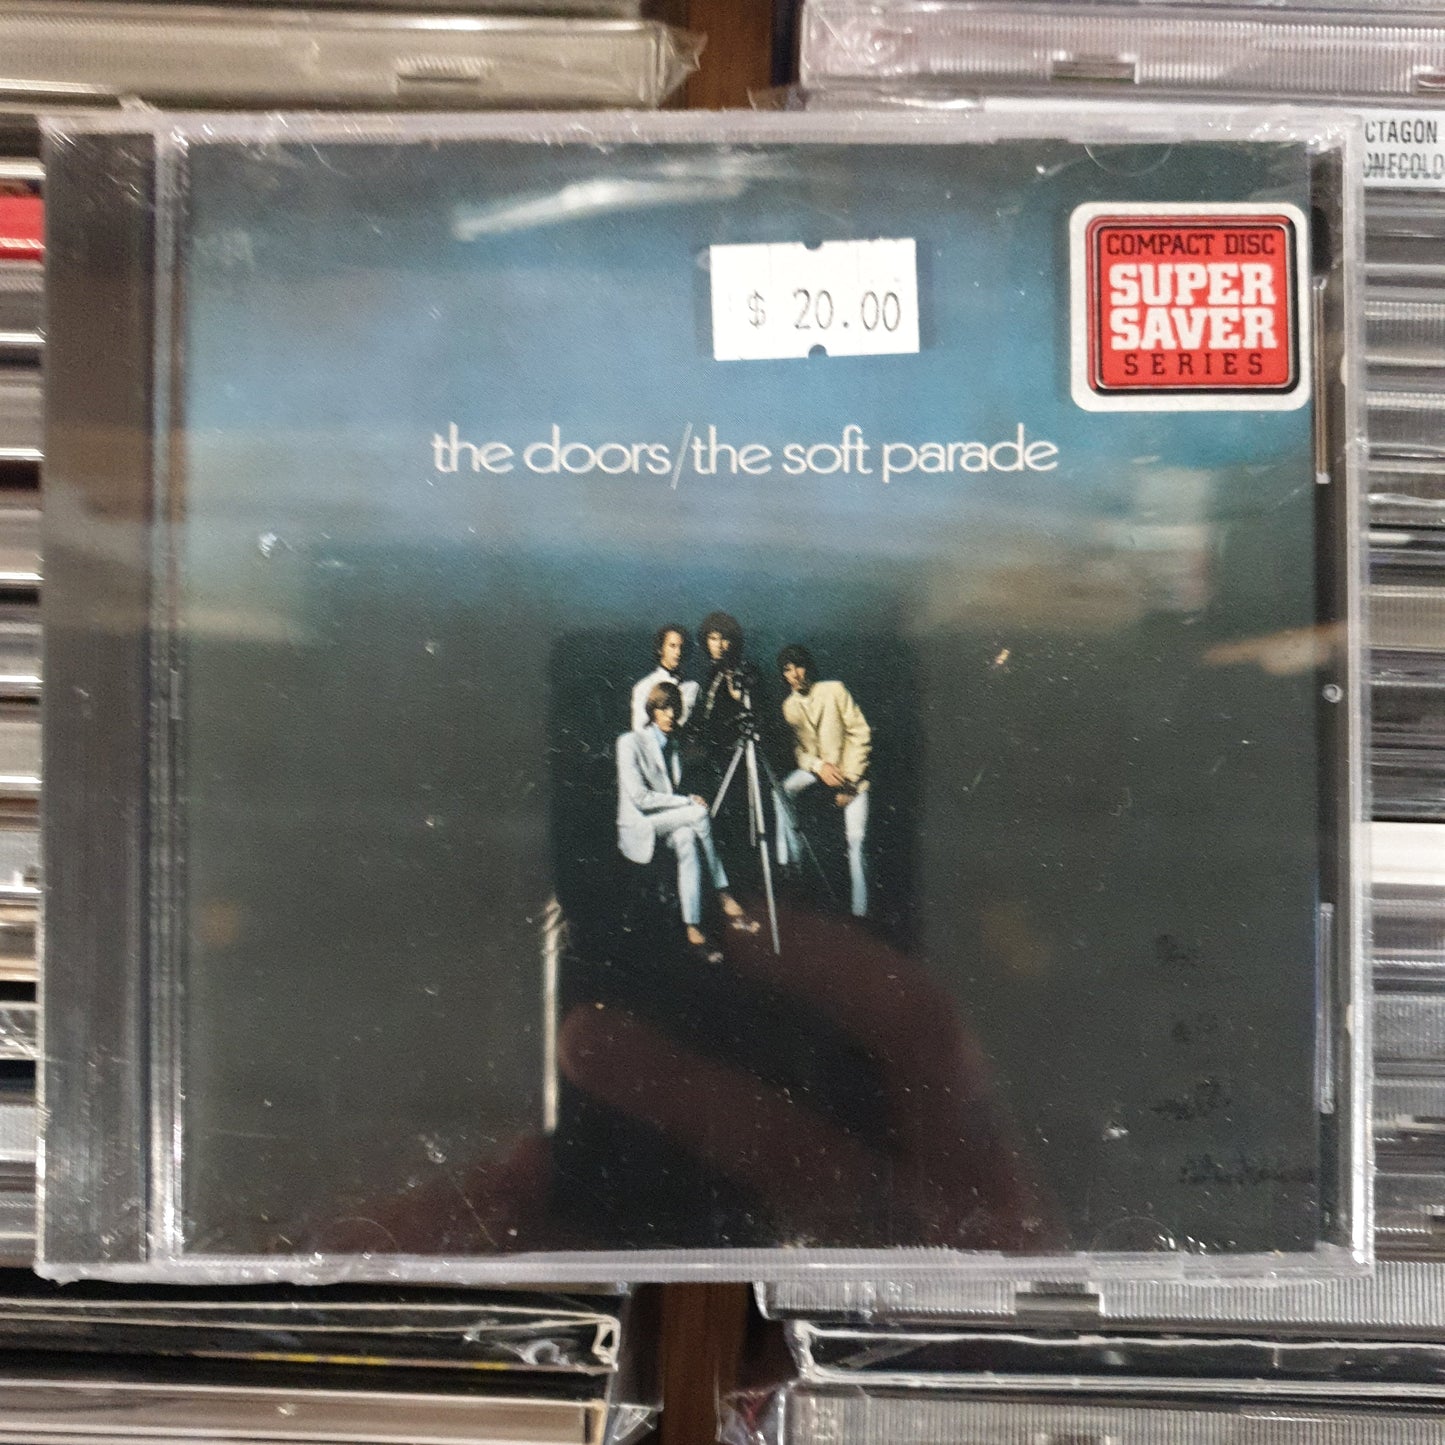 CTAGON
COMPACT DISC
SUPER
SAVER
SERIES
$ 20.00
the doors/the soft parade